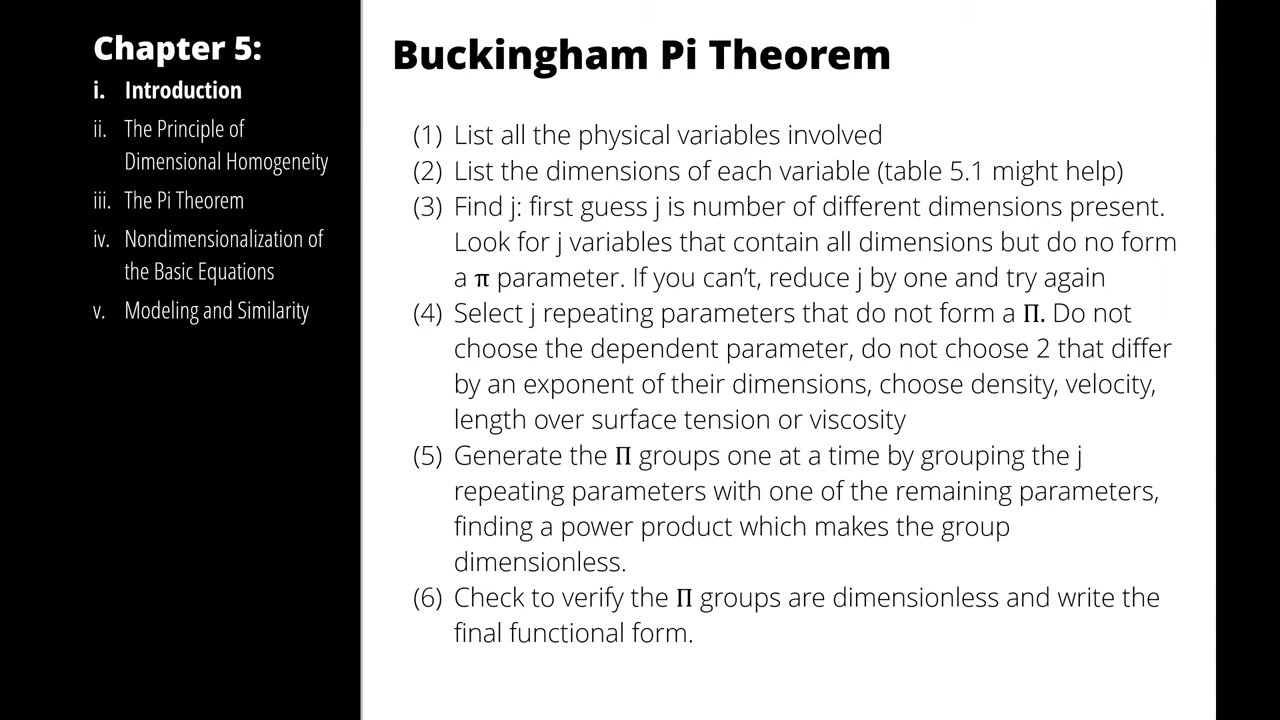 Chapter 5:
i. Introduction
ii. The Principle of
Dimensional Homogeneity
iii. The Pi Theorem
iv. Nondimensionalization of
the Basic Equations
v. Modeling and Similarity
Buckingham Pi Theorem
(1) List all the physical variables involved
(2) List the dimensions of each variable (table 5.1 might help)
(3) Find j: first guess j is number of different dimensions present.
Look for j variables that contain all dimensions but do no form
a π parameter. If you can’t, reduce j by one and try again
(4) Select j repeating parameters that do not form a Π. Do not
choose the dependent parameter, do not choose 2 that differ
by an exponent of their dimensions, choose density, velocity,
length over surface tension or viscosity
(5) Generate the Π groups one at a time by grouping the j
repeating parameters with one of the remaining parameters,
finding a power product which makes the group
dimensionless.
(6) Check to verify the Π groups are dimensionless and write the
final functional form.